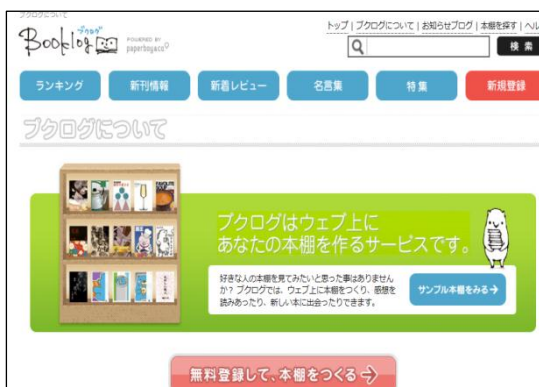 ブクログについて
トップ | ブクログについて | お知らせブログ | 本棚を探す | ヘル
ブクログ
Booklog
POWERED BY
paperboy&co.
検 索
ランキング
新刊情報
新着レビュー
名言集
特 集
新規登録
ブクログについて
ブクログはウェブ上に
あなたの本棚を作るサービスです。
好きな人の本棚を見てみたいと思った事はありません
か？ ブクログでは、ウェブ上に本棚をつくり、感想を
読みあったり、新しい本に出会ったりできます。
サンプル本棚をみる
無料登録して、本棚をつくる